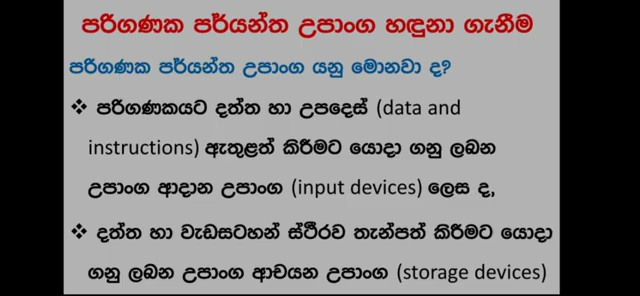 පරිගණක පර්යන්ත උපාංග හඳුනා ගැනීම
පරිගණක පර්යන්ත උපාංග යනු මොනවා ද?
❖ පරිගණකයට දත්ත හා උපදෙස් (data and
instructions) ඇතුළත් කිරීමට යොදා ගනු ලබන
උපාංග ආදාන උපාංග (input devices) ලෙස ද,
❖ දත්ත හා වැඩසටහන් ස්ථිරව තැන්පත් කිරීමට යොදා
ගනු ලබන උපාංග ආචයන උපාංග (storage devices)